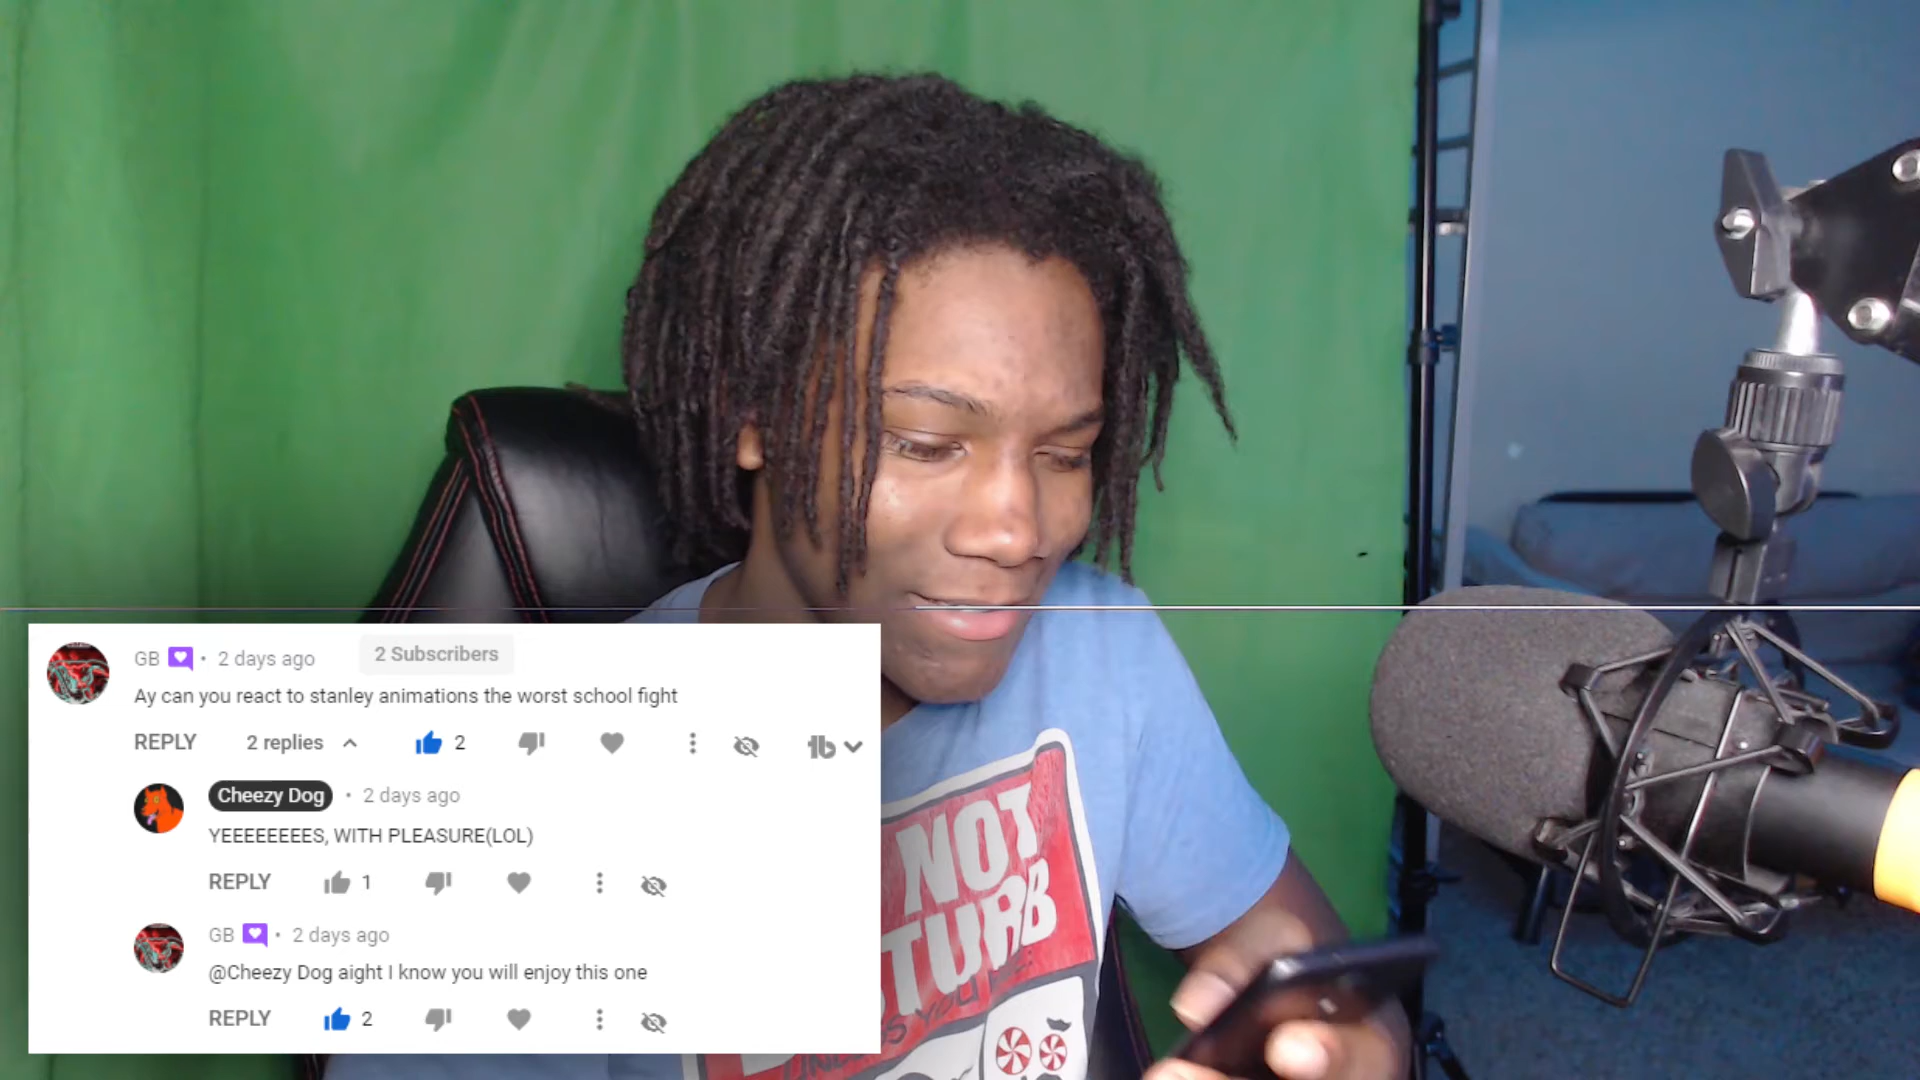 GB · 2 days ago 2 Subscribers
Ay can you react to stanley animations the worst school fight
REPLY 2 replies 2
Cheezy Dog · 2 days ago
YEEEEEEEES, WITH PLEASURE(LOL)
REPLY 1
GB · 2 days ago
@Cheezy Dog aight I know you will enjoy this one
REPLY 2
NOT
TURB
YOU